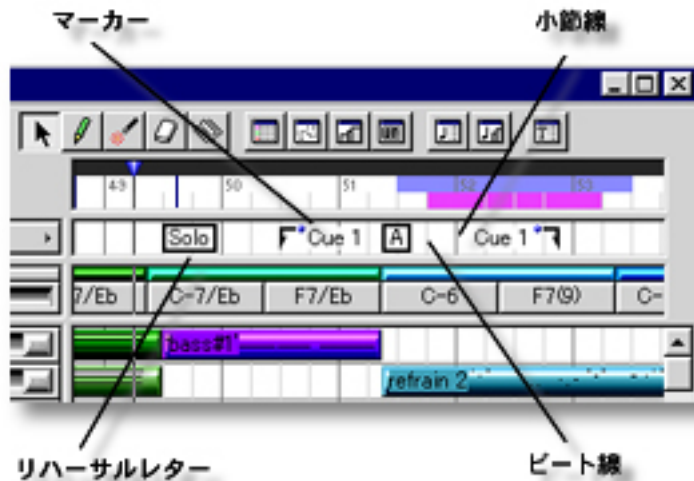 マーカー 小節線
49 50 51 52 53
Solo Cue 1 A Cue 1
7/Eb C-7/Eb F7/Eb C-6 F7(9) C-
bass#1'
refrain 2
リハーサルレター ビート線